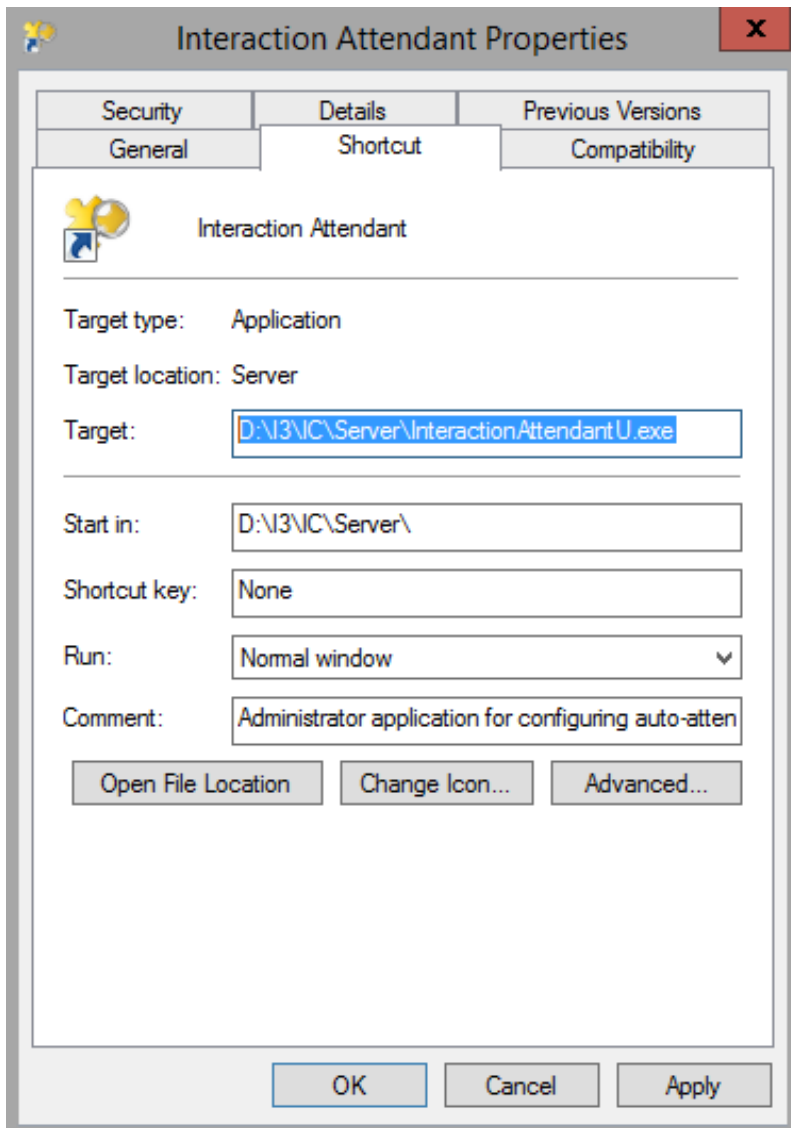 Interaction Attendant Properties
x
Security Details Previous Versions
General Shortcut Compatibility
Interaction Attendant
Target type: Application
Target location: Server
Target: D:\I3\IC\Server\InteractionAttendantU.exe
Start in: D:\I3\IC\Server\
Shortcut key: None
Run: Normal window
Comment: Administrator application for configuring auto-atten
Open File Location Change Icon... Advanced...
OK Cancel Apply